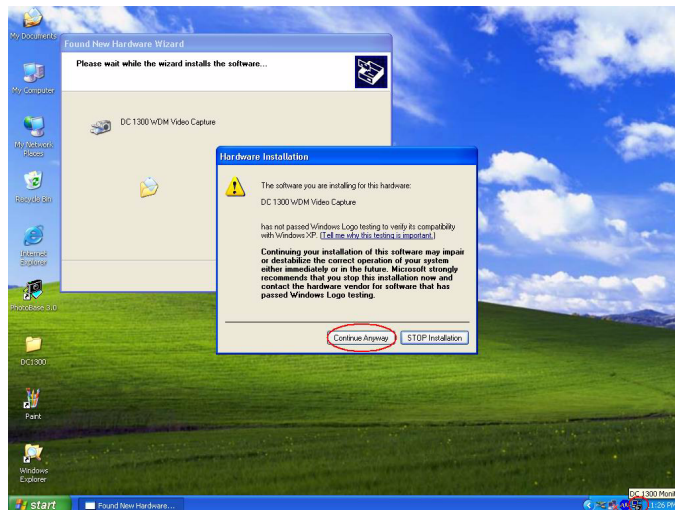 My Documents
My Computer
My Network
Places
Recycle Bin
Internet
Explorer
PhotoBase 3.0
DC1300
Paint
Windows
Explorer
Found New Hardware Wizard
Please wait while the wizard installs the software...
DC 1300 WDM Video Capture
Hardware Installation
The software you are installing for this hardware:
DC 1300 WDM Video Capture
has not passed Windows Logo testing to verify its compatibility
with Windows XP. (Tell me why this testing is important.)
Continuing your installation of this software may impair
or destabilize the correct operation of your system
either immediately or in the future. Microsoft strongly
recommends that you stop this installation now and
contact the hardware vendor for software that has
passed Windows Logo testing.
Continue Anyway
STOP Installation
DC 1300 Moni
start
Found New Hardware...
1:26 PM